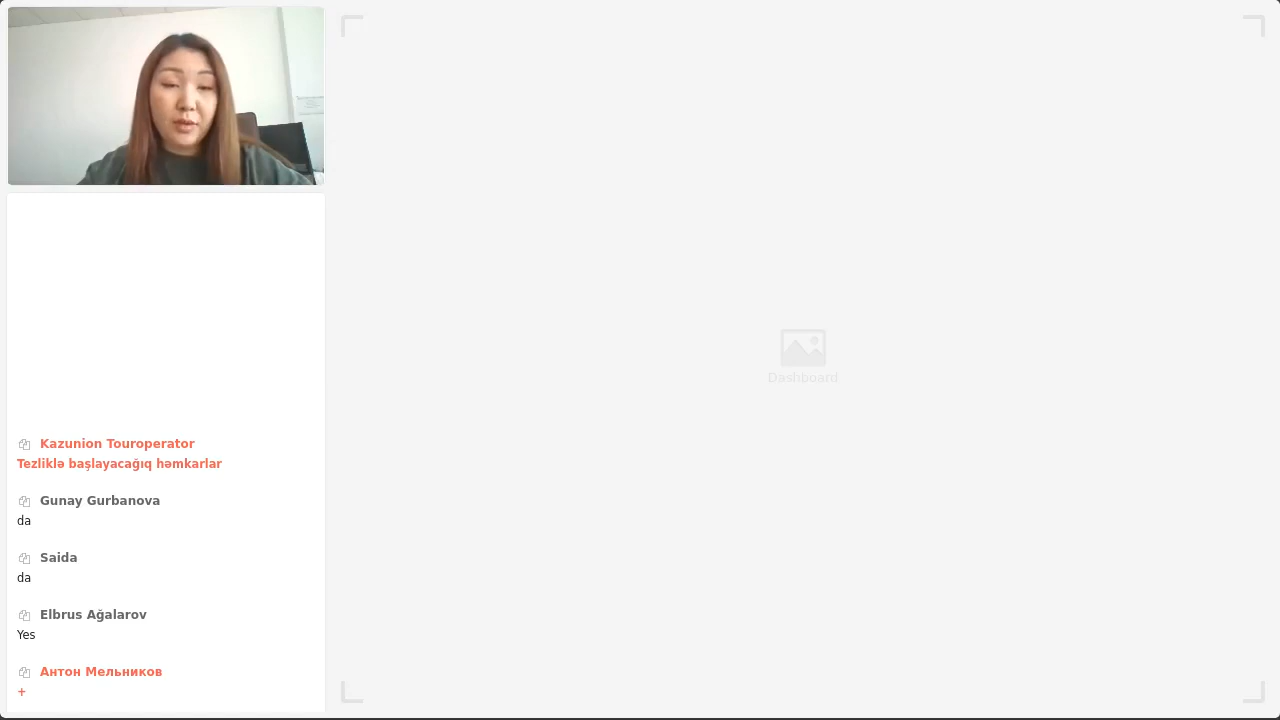 Kazunion Touroperator
Tezliklə başlayacağıq həmkarlar
Gunay Gurbanova
da
Saida
da
Elbrus Ağalarov
Yes
Антон Мельников
+
Dashboard